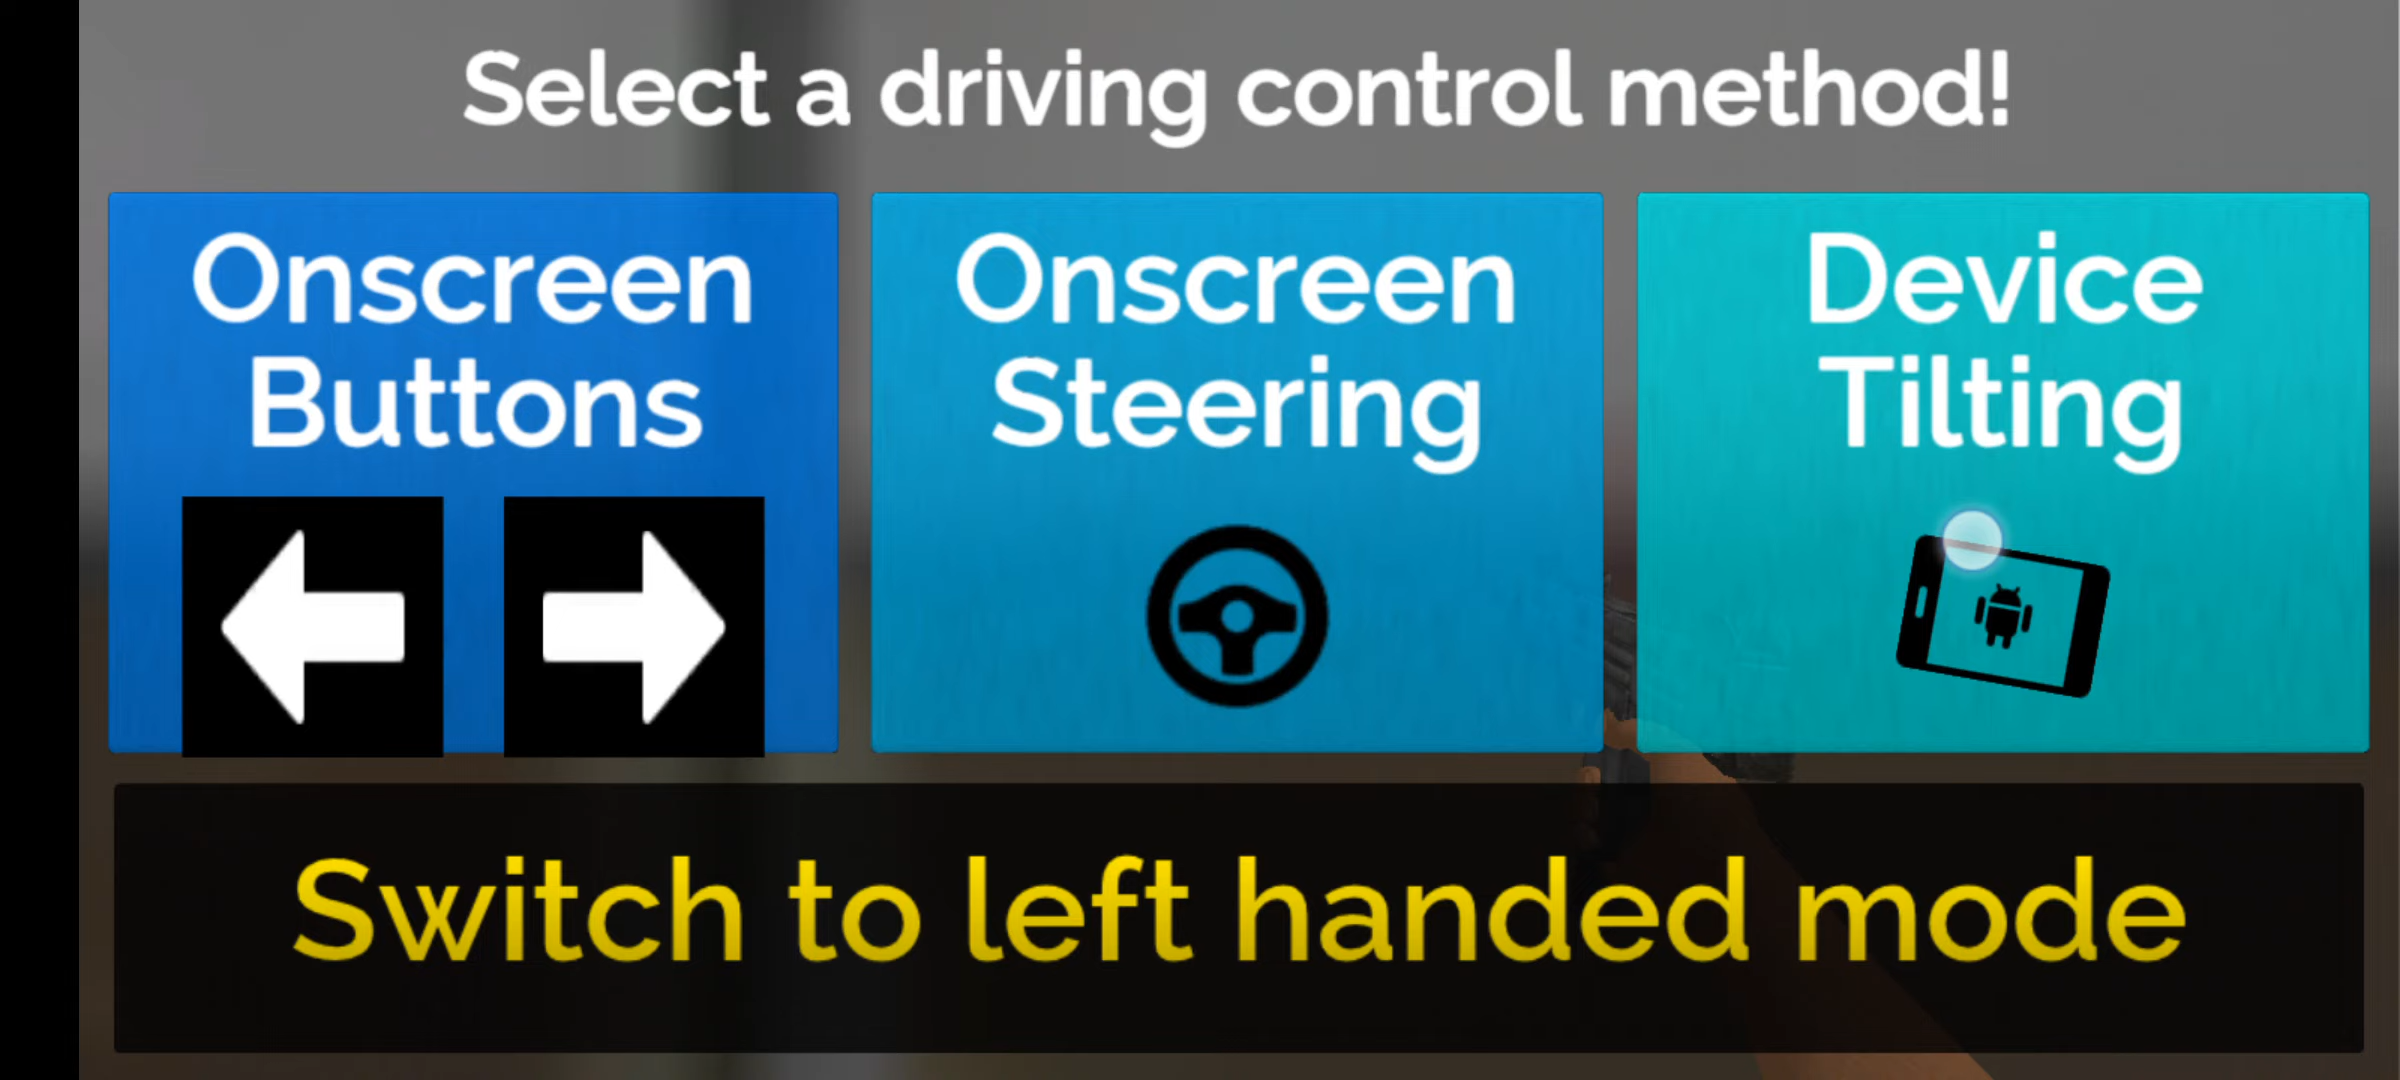 Select a driving control method!
Onscreen
Buttons
Onscreen
Steering
Device
Tilting
Switch to left handed mode